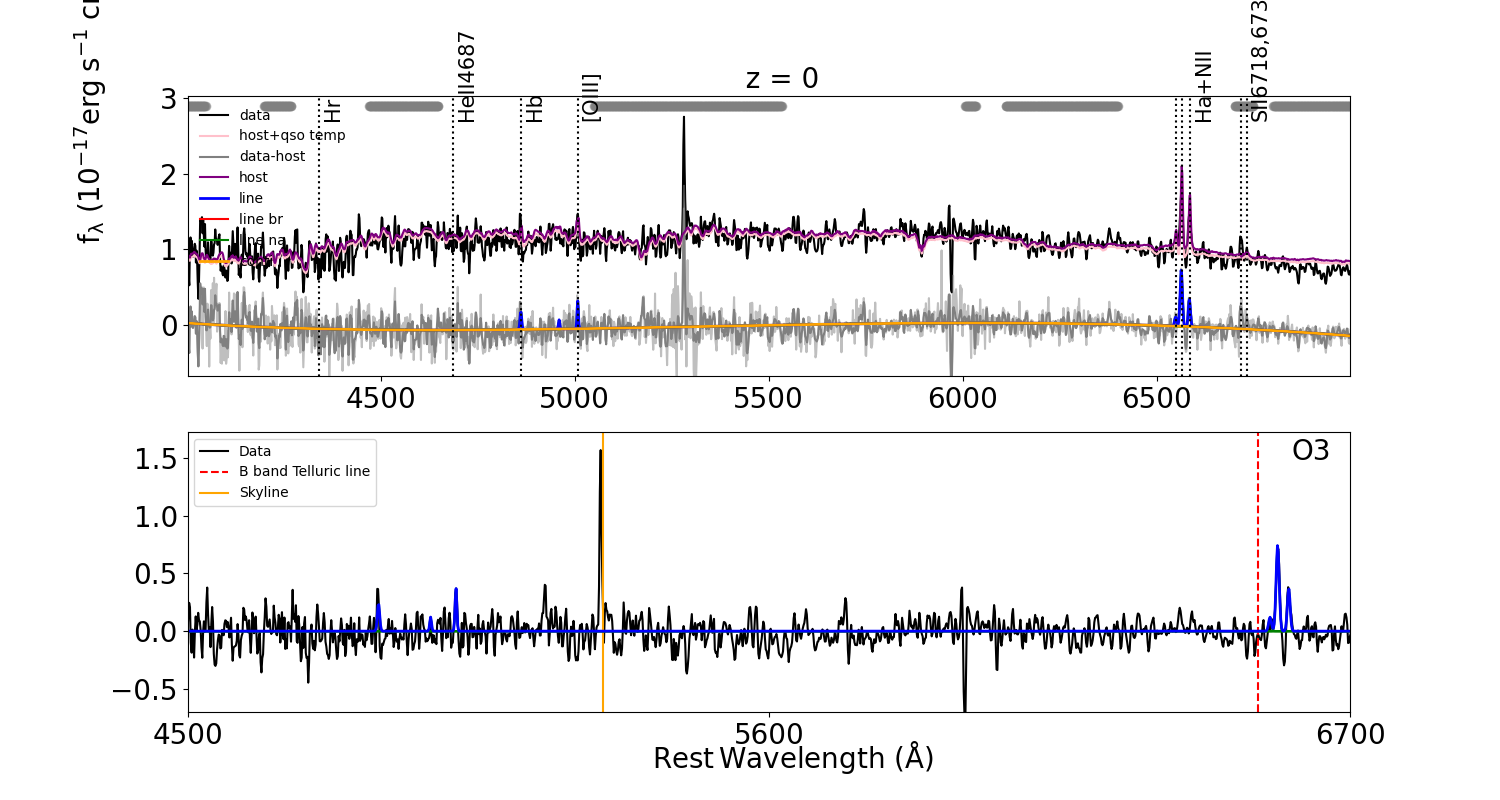 z = 0
f_λ (10^−17 erg s^−1
Hr
HeII4687
Hb
[OIII]
Ha+NII
SII6718,673
3
2
1
0
data
host+qso temp
data-host
host
line
line br
line na
4500
5000
5500
6000
6500
1.5
1.0
0.5
0.0
−0.5
Data
B band Telluric line
Skyline
O3
4500
5600
6700
Rest Wavelength (Å)